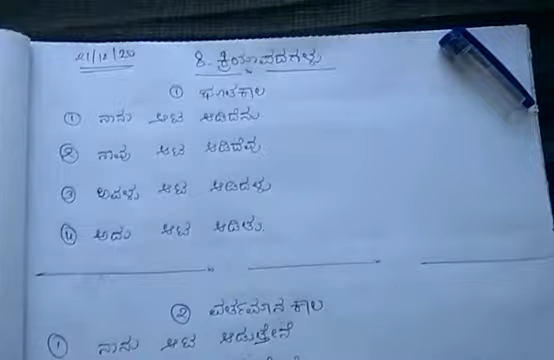 21/12/20
8. ಕ್ರಿಯಾಪದಗಳು
① ಭೂತಕಾಲ
① ನಾನು ಆಟ ಆಡಿದೆನು
② ನಾವು ಆಟ ಆಡಿದೆವು
③ ಅವಳು ಆಟ ಆಡಿದಳು
④ ಅದು ಆಟ ಆಡಿತು.
② ವರ್ತಮಾನ ಕಾಲ
① ನಾನು ಆಟ ಆಡುತ್ತೇನೆ